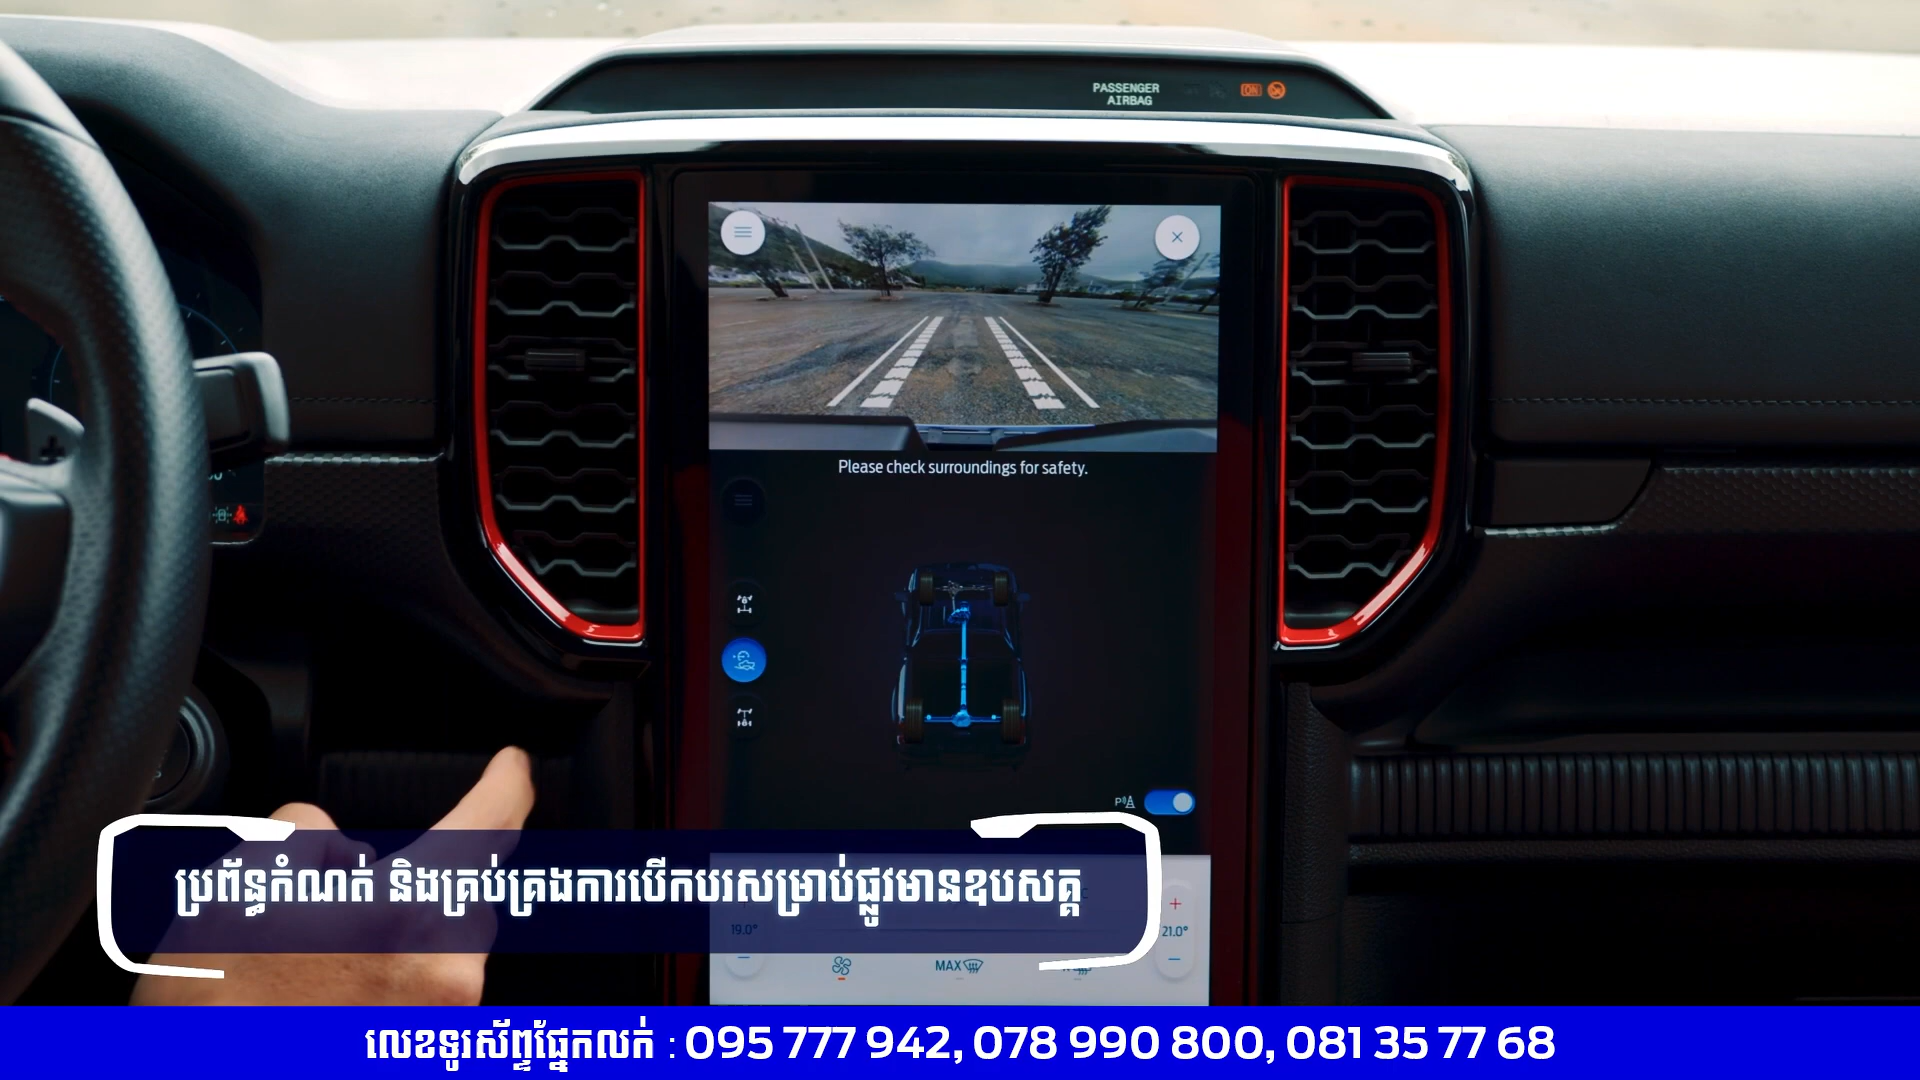 PASSENGER
AIRBAG
ON
Please check surroundings for safety.
ប្រព័ន្ធកំណត់ និងគ្រប់គ្រងការបើកបរសម្រាប់ផ្លូវមានឧបសគ្គ
19.0°
21.0°
MAX
លេខទូរស័ព្ទផ្នែកលក់ : 095 777 942, 078 990 800, 081 35 77 68